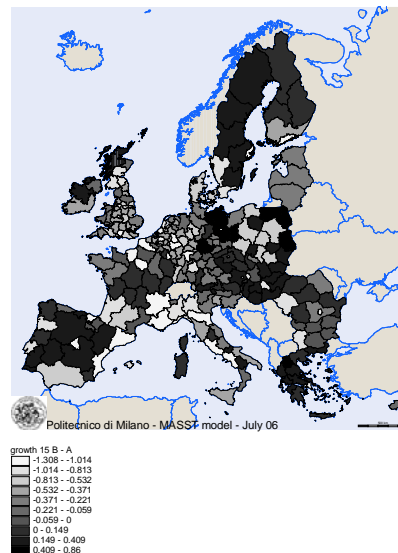 Politecnico di Milano - MASST model - July 06
growth 15 B - A
-1.308 - -1.014
-1.014 - -0.813
-0.813 - -0.532
-0.532 - -0.371
-0.371 - -0.221
-0.221 - -0.059
-0.059 - 0
0 - 0.149
0.149 - 0.409
0.409 - 0.86